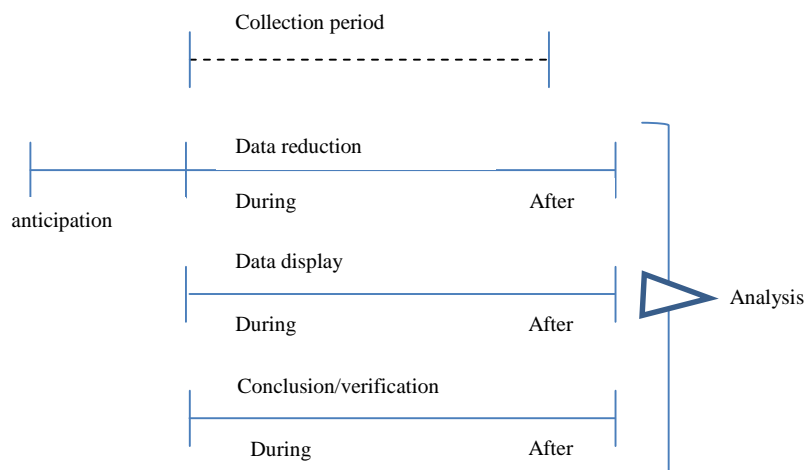 Collection period
Data reduction
During After
anticipation
Data display
Analysis
During After
Conclusion/verification
During After